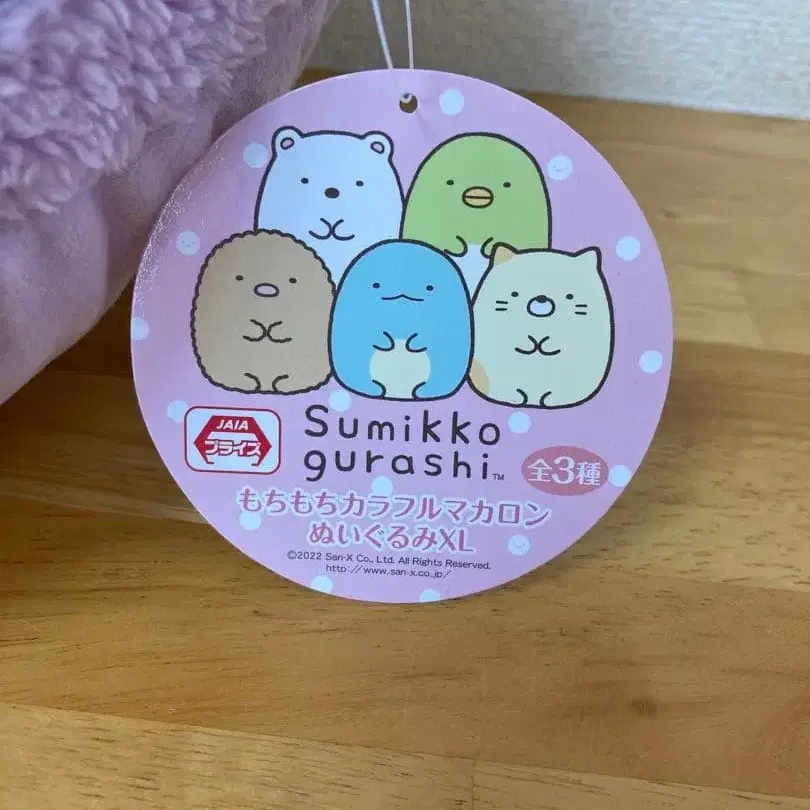 JAIA
プライズ
Sumikko
gurashi™
全3種
もちもちカラフルマカロン
ぬいぐるみXL
©2022 San-X Co., Ltd. All Rights Reserved.
http://www.san-x.co.jp/